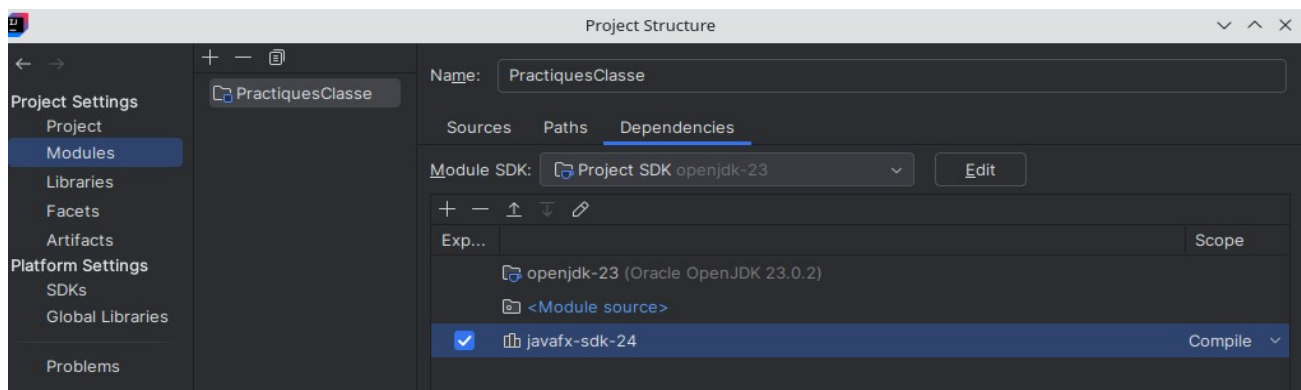 Project Structure
Project Settings
Project
Modules
Libraries
Facets
Artifacts
Platform Settings
SDKs
Global Libraries
Problems
PractiquesClasse
Name: PractiquesClasse
Sources Paths Dependencies
Module SDK: Project SDK openjdk-23 Edit
Exp... Scope
openjdk-23 (Oracle OpenJDK 23.0.2)
<Module source>
javafx-sdk-24 Compile